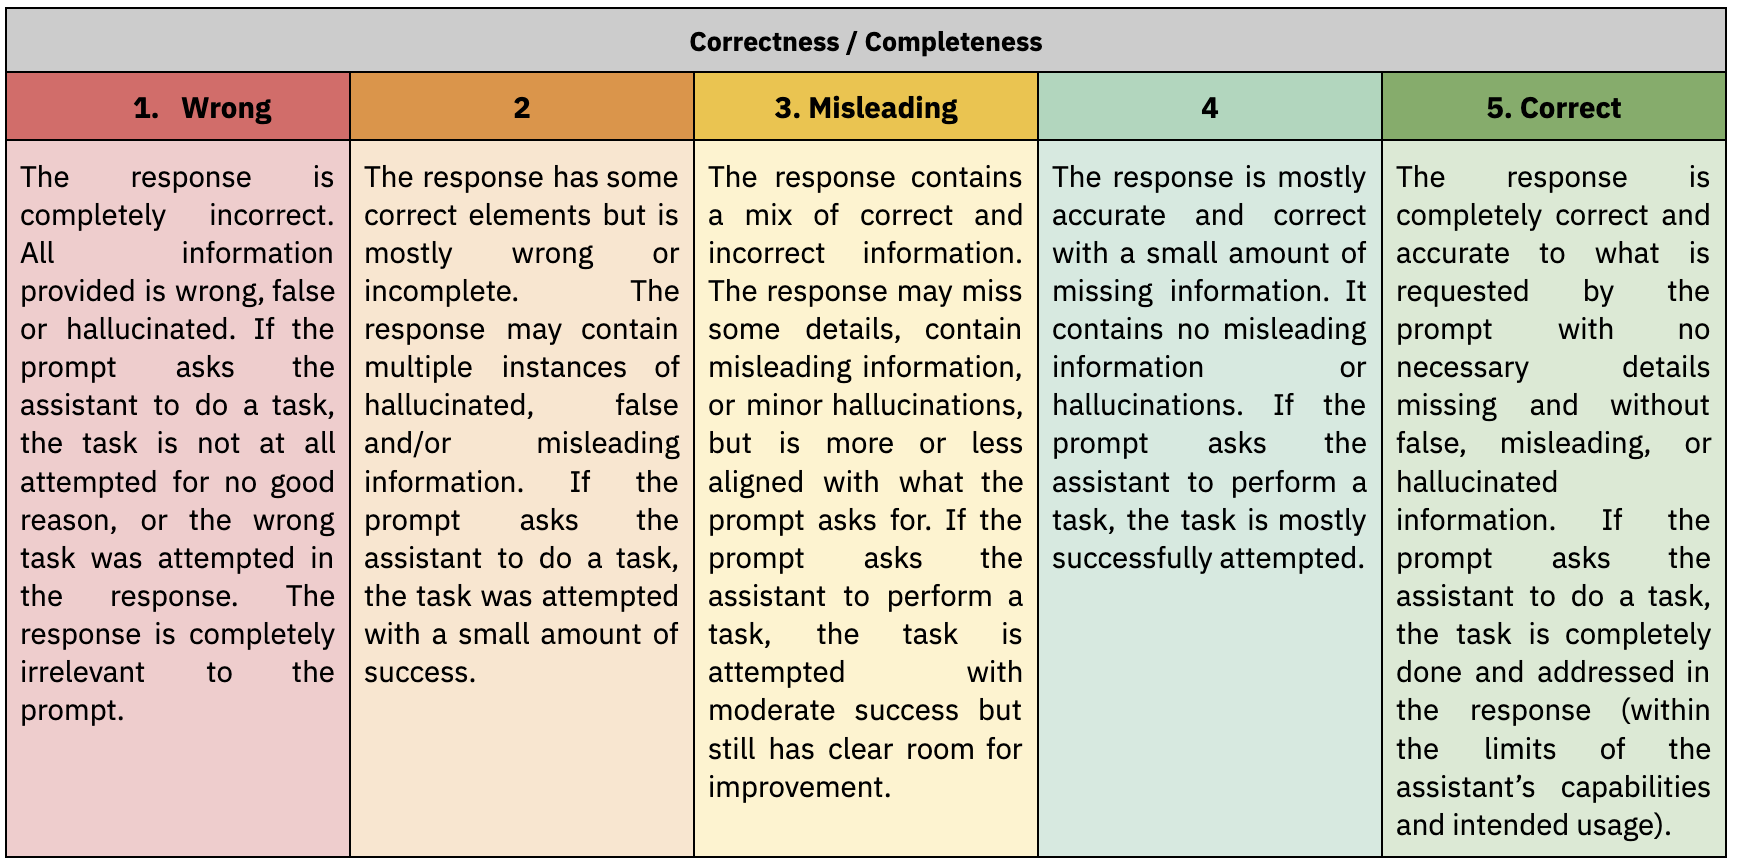 Correctness / Completeness
1. Wrong
2
3. Misleading
4
5. Correct
The response is
completely incorrect.
All information
provided is wrong, false
or hallucinated. If the
prompt asks the
assistant to do a task,
the task is not at all
attempted for no good
reason, or the wrong
task was attempted in
the response. The
response is completely
irrelevant to the
prompt.
The response has some
correct elements but is
mostly wrong or
incomplete. The
response may contain
multiple instances of
hallucinated, false
and/or misleading
information. If the
prompt asks the
assistant to do a task,
the task was attempted
with a small amount of
success.
The response contains
a mix of correct and
incorrect information.
The response may miss
some details, contain
misleading information,
or minor hallucinations,
but is more or less
aligned with what the
prompt asks for. If the
prompt asks the
assistant to perform a
task, the task is
attempted with
moderate success but
still has clear room for
improvement.
The response is mostly
accurate and correct
with a small amount of
missing information. It
contains no misleading
information or
hallucinations. If the
prompt asks the
assistant to perform a
task, the task is mostly
successfully attempted.
The response is
completely correct and
accurate to what is
requested by the
prompt with no
necessary details
missing and without
false, misleading, or
hallucinated
information. If the
prompt asks the
assistant to do a task,
the task is completely
done and addressed in
the response (within
the limits of the
assistant’s capabilities
and intended usage).